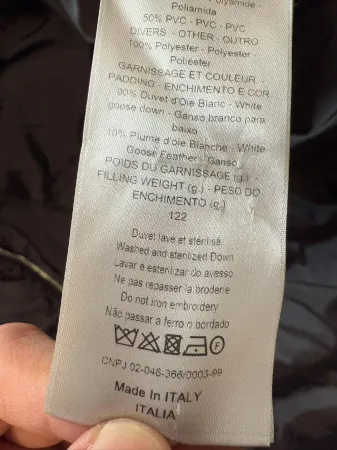 Polyamide -
Poliamida
50% PVC - PVC - PVC
DIVERS - OTHER - OUTRO
100% Polyester - Polyester -
Poliester
GARNISSAGE ET COULEUR -
PADDING - ENCHIMENTO E COR
90% Duvet d'Oie Blanc - White
goose down - Ganso branco para
baixo
10% Plume d'oie Blanche - White
Goose Feather - Ganso
POIDS DU GARNISSAGE (g.) -
FILLING WEIGHT (g.) - PESO DO
ENCHIMENTO (g.)
122
Duvet lavé et stérilisé
Washed and sterilized Down
Lavar e estenlizar do avesso
Ne pas repasser la broderie
Do not iron embroidery
Não passar a ferro o bordado
CNPJ 02-046-366/0003-99
Made In ITALY
ITALIA